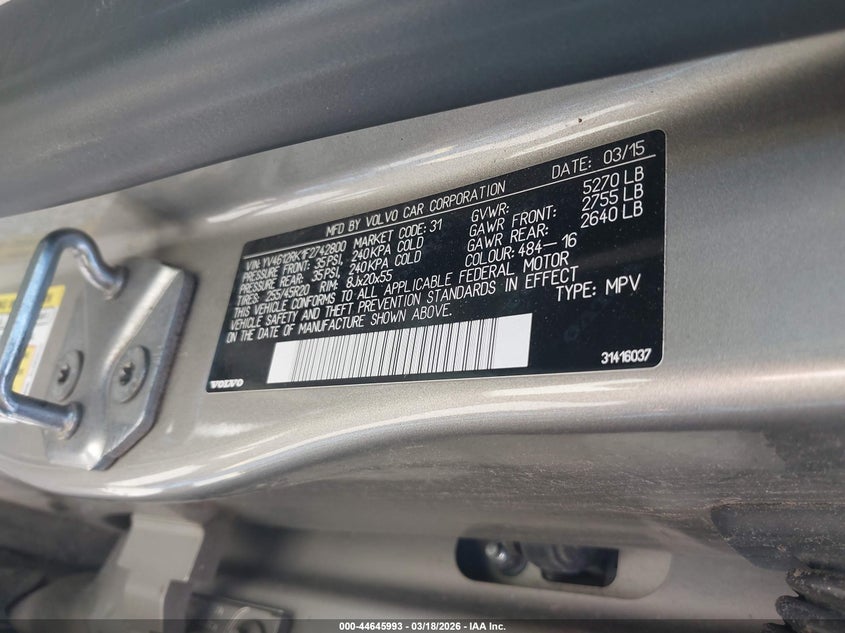 MFD BY VOLVO CAR CORPORATION DATE: 03/15
VIN: YV4612RK1F2742800 MARKET CODE: 31 GVWR: 5270 LB
PRESSURE FRONT: 35PSI, 240KPA COLD GAWR FRONT: 2755 LB
PRESSURE REAR: 35PSI, 240KPA COLD GAWR REAR: 2640 LB
TIRES: 255/45R20 RIM: 8Jx20x55 COLOUR: 484-16
THIS VEHICLE CONFORMS TO ALL APPLICABLE FEDERAL MOTOR
VEHICLE SAFETY AND THEFT PREVENTION STANDARDS IN EFFECT
ON THE DATE OF MANUFACTURE SHOWN ABOVE. TYPE: MPV
VOLVO 31416037
000-44645993 - 03/18/2026 - IAA Inc.